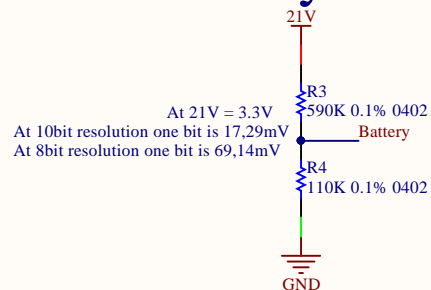 21V
R3
At 21V = 3.3V
590K 0.1% 0402
At 10bit resolution one bit is 17,29mV
Battery
At 8bit resolution one bit is 69,14mV
R4
110K 0.1% 0402
GND